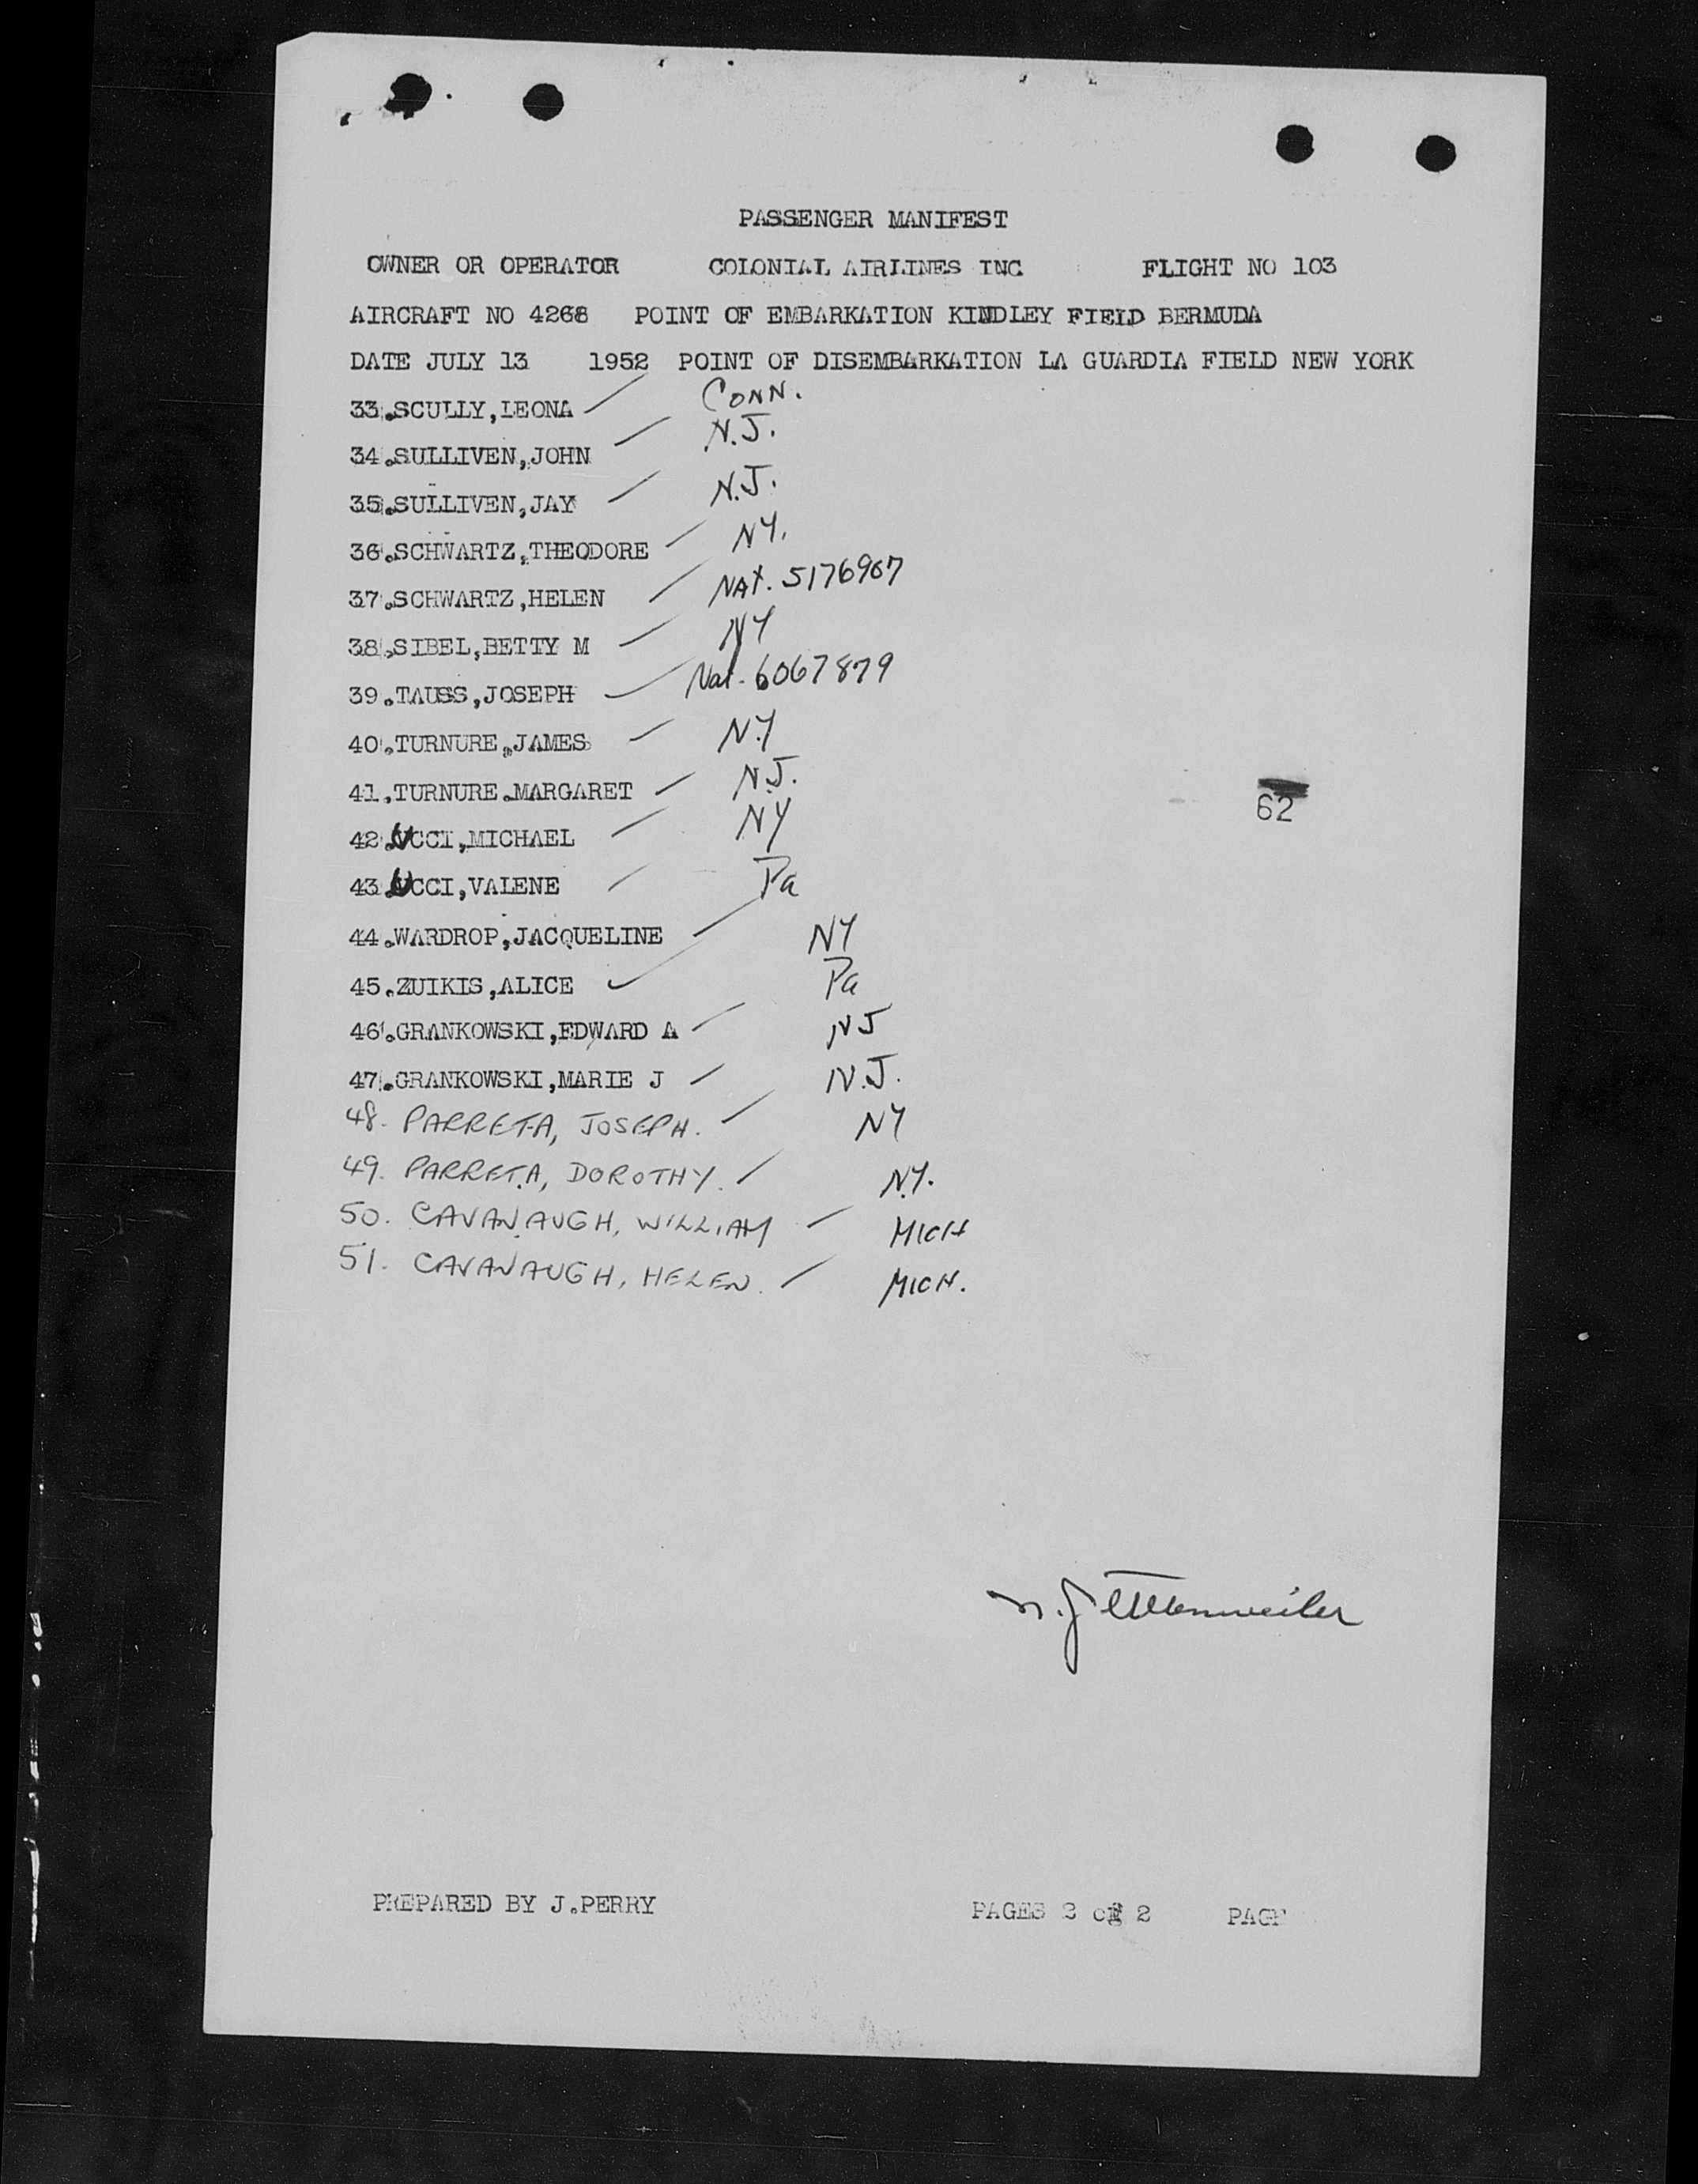 PASSENGER MANIFEST
OWNER OR OPERATOR COLONIAL AIRLINES INC FLIGHT NO 103
AIRCRAFT NO 4268 POINT OF EMBARKATION KINDLEY FIELD BERMUDA
DATE JULY 13 1952 POINT OF DISEMBARKATION LA GUARDIA FIELD NEW YORK
33.SCULLY,LEONA CONN.
34.SULLIVEN,JOHN N.J.
35.SULLIVEN,JAY N.J.
36.SCHWARTZ,THEODORE NY.
37.SCHWARTZ,HELEN NAt. 5176967
38.SIBEL,BETTY M NY
39.TAUSS,JOSEPH Nat. 6067879
40.TURNURE,JAMES N.Y
41.TURNURE.MARGARET N.J.
42.UCCI,MICHAEL NY
43.UCCI,VALENE Pa
62
44.WARDROP,JACQUELINE NY
45.ZUIKIS,ALICE Pa
46.GRANKOWSKI,EDWARD A NJ
47.GRANKOWSKI,MARIE J N.J.
48. PARRETA, JOSEPH. NY
49. PARRETA, DOROTHY. N.Y.
50. CAVANAUGH, WILLIAM MICH
51. CAVANAUGH, HELEN. MICH.
PREPARED BY J.PERRY PAGES 2 of 2 PAGE